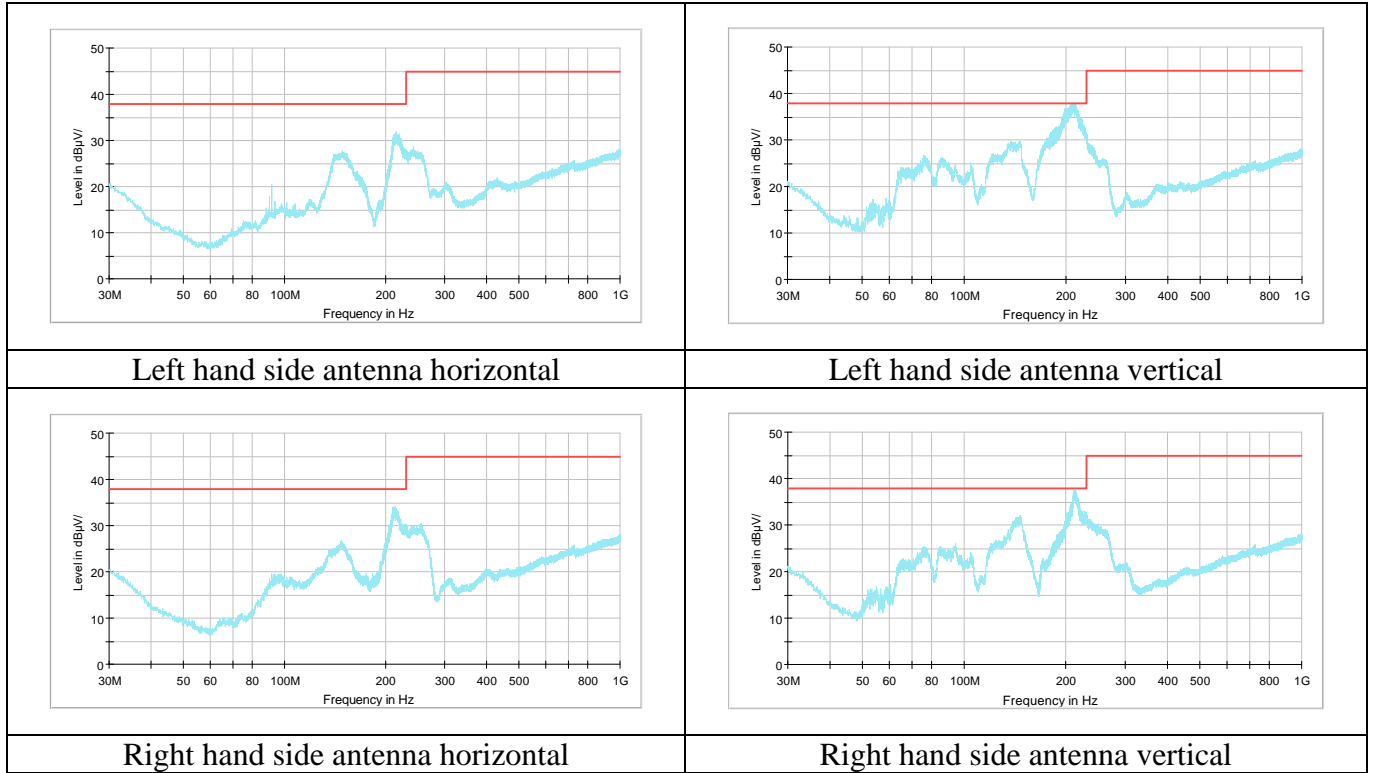 50
40
30
20
10
0
Level in dBµV/
30M 50 60 80 100M 200 300 400 500 800 1G
Frequency in Hz
50
40
30
20
10
0
Level in dBµV/
30M 50 60 80 100M 200 300 400 500 800 1G
Frequency in Hz
Left hand side antenna horizontal
Left hand side antenna vertical
50
40
30
20
10
0
Level in dBµV/
30M 50 60 80 100M 200 300 400 500 800 1G
Frequency in Hz
50
40
30
20
10
0
Level in dBµV/
30M 50 60 80 100M 200 300 400 500 800 1G
Frequency in Hz
Right hand side antenna horizontal
Right hand side antenna vertical